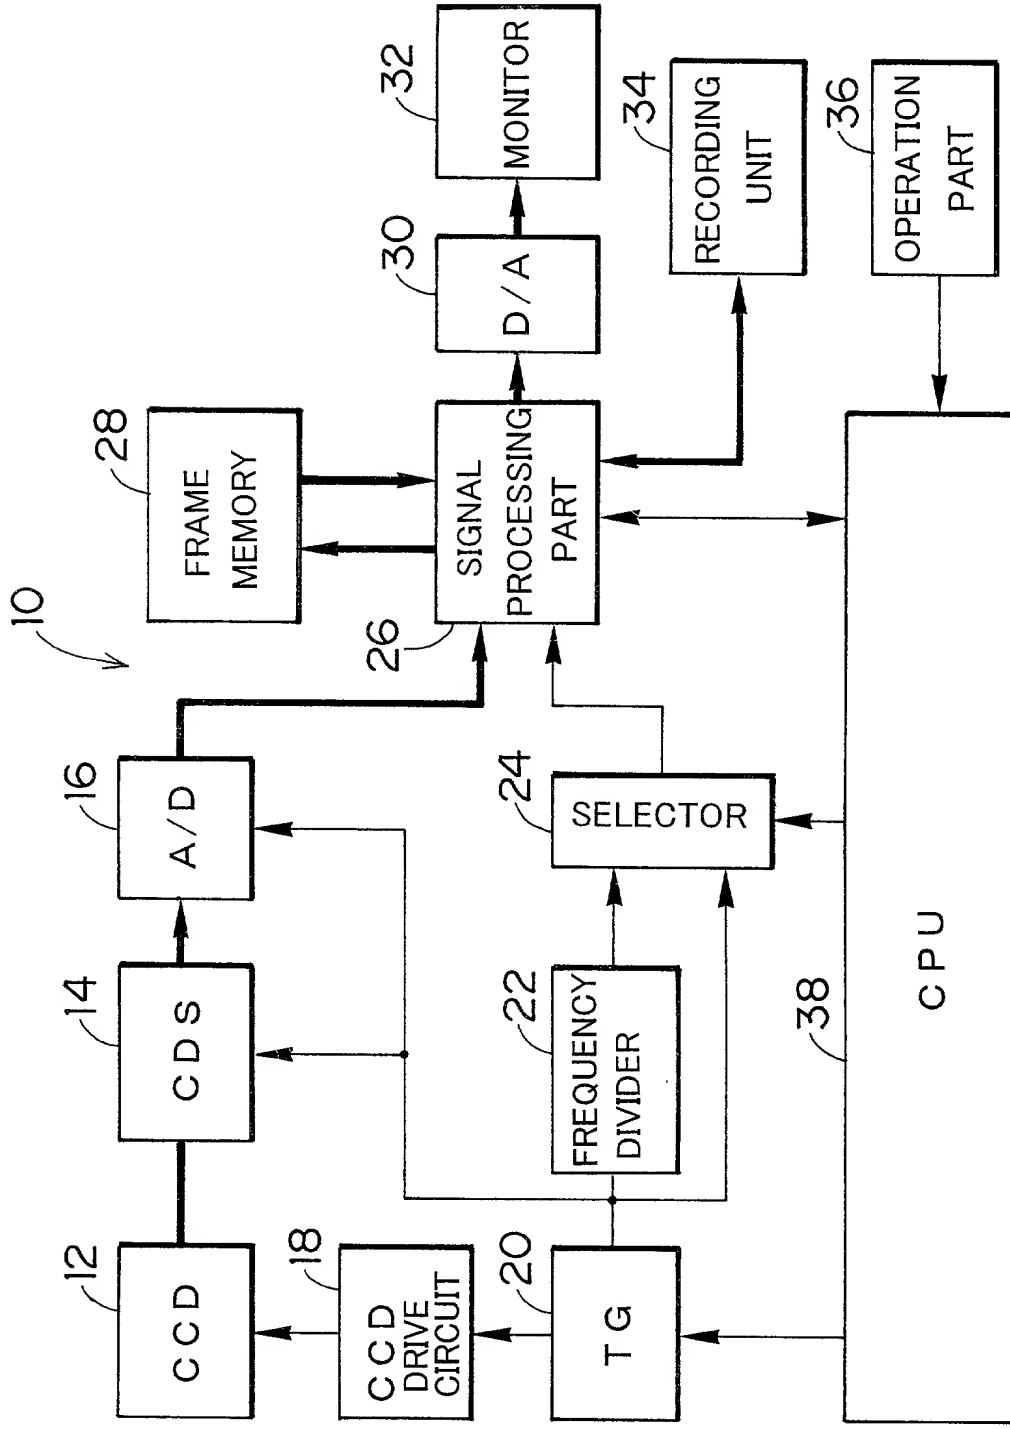 10
12
CCD
14
CDS
16
A/D
28
FRAME
MEMORY
18
CCD
DRIVE
CIRCUIT
26
SIGNAL
PROCESSING
PART
30
D/A
32
MONITOR
20
TG
22
FREQUENCY
DIVIDER
24
SELECTOR
34
RECORDING
UNIT
38
CPU
36
OPERATION
PART